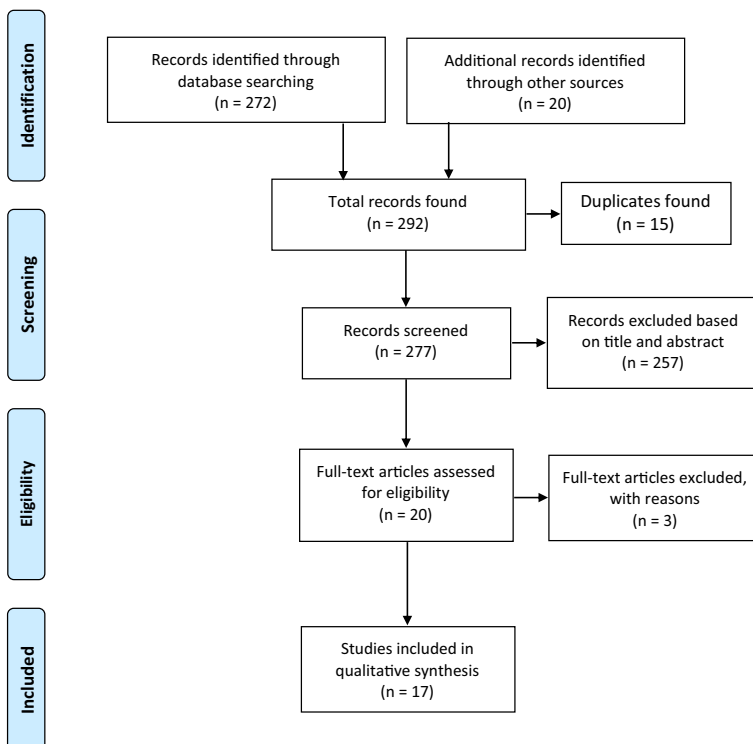 Identification
Records identified through
database searching
(n = 272)
Additional records identified
through other sources
(n = 20)
Total records found
(n = 292)
Duplicates found
(n = 15)
Screening
Records screened
(n = 277)
Records excluded based
on title and abstract
(n = 257)
Eligibility
Full-text articles assessed
for eligibility
(n = 20)
Full-text articles excluded,
with reasons
(n = 3)
Included
Studies included in
qualitative synthesis
(n = 17)